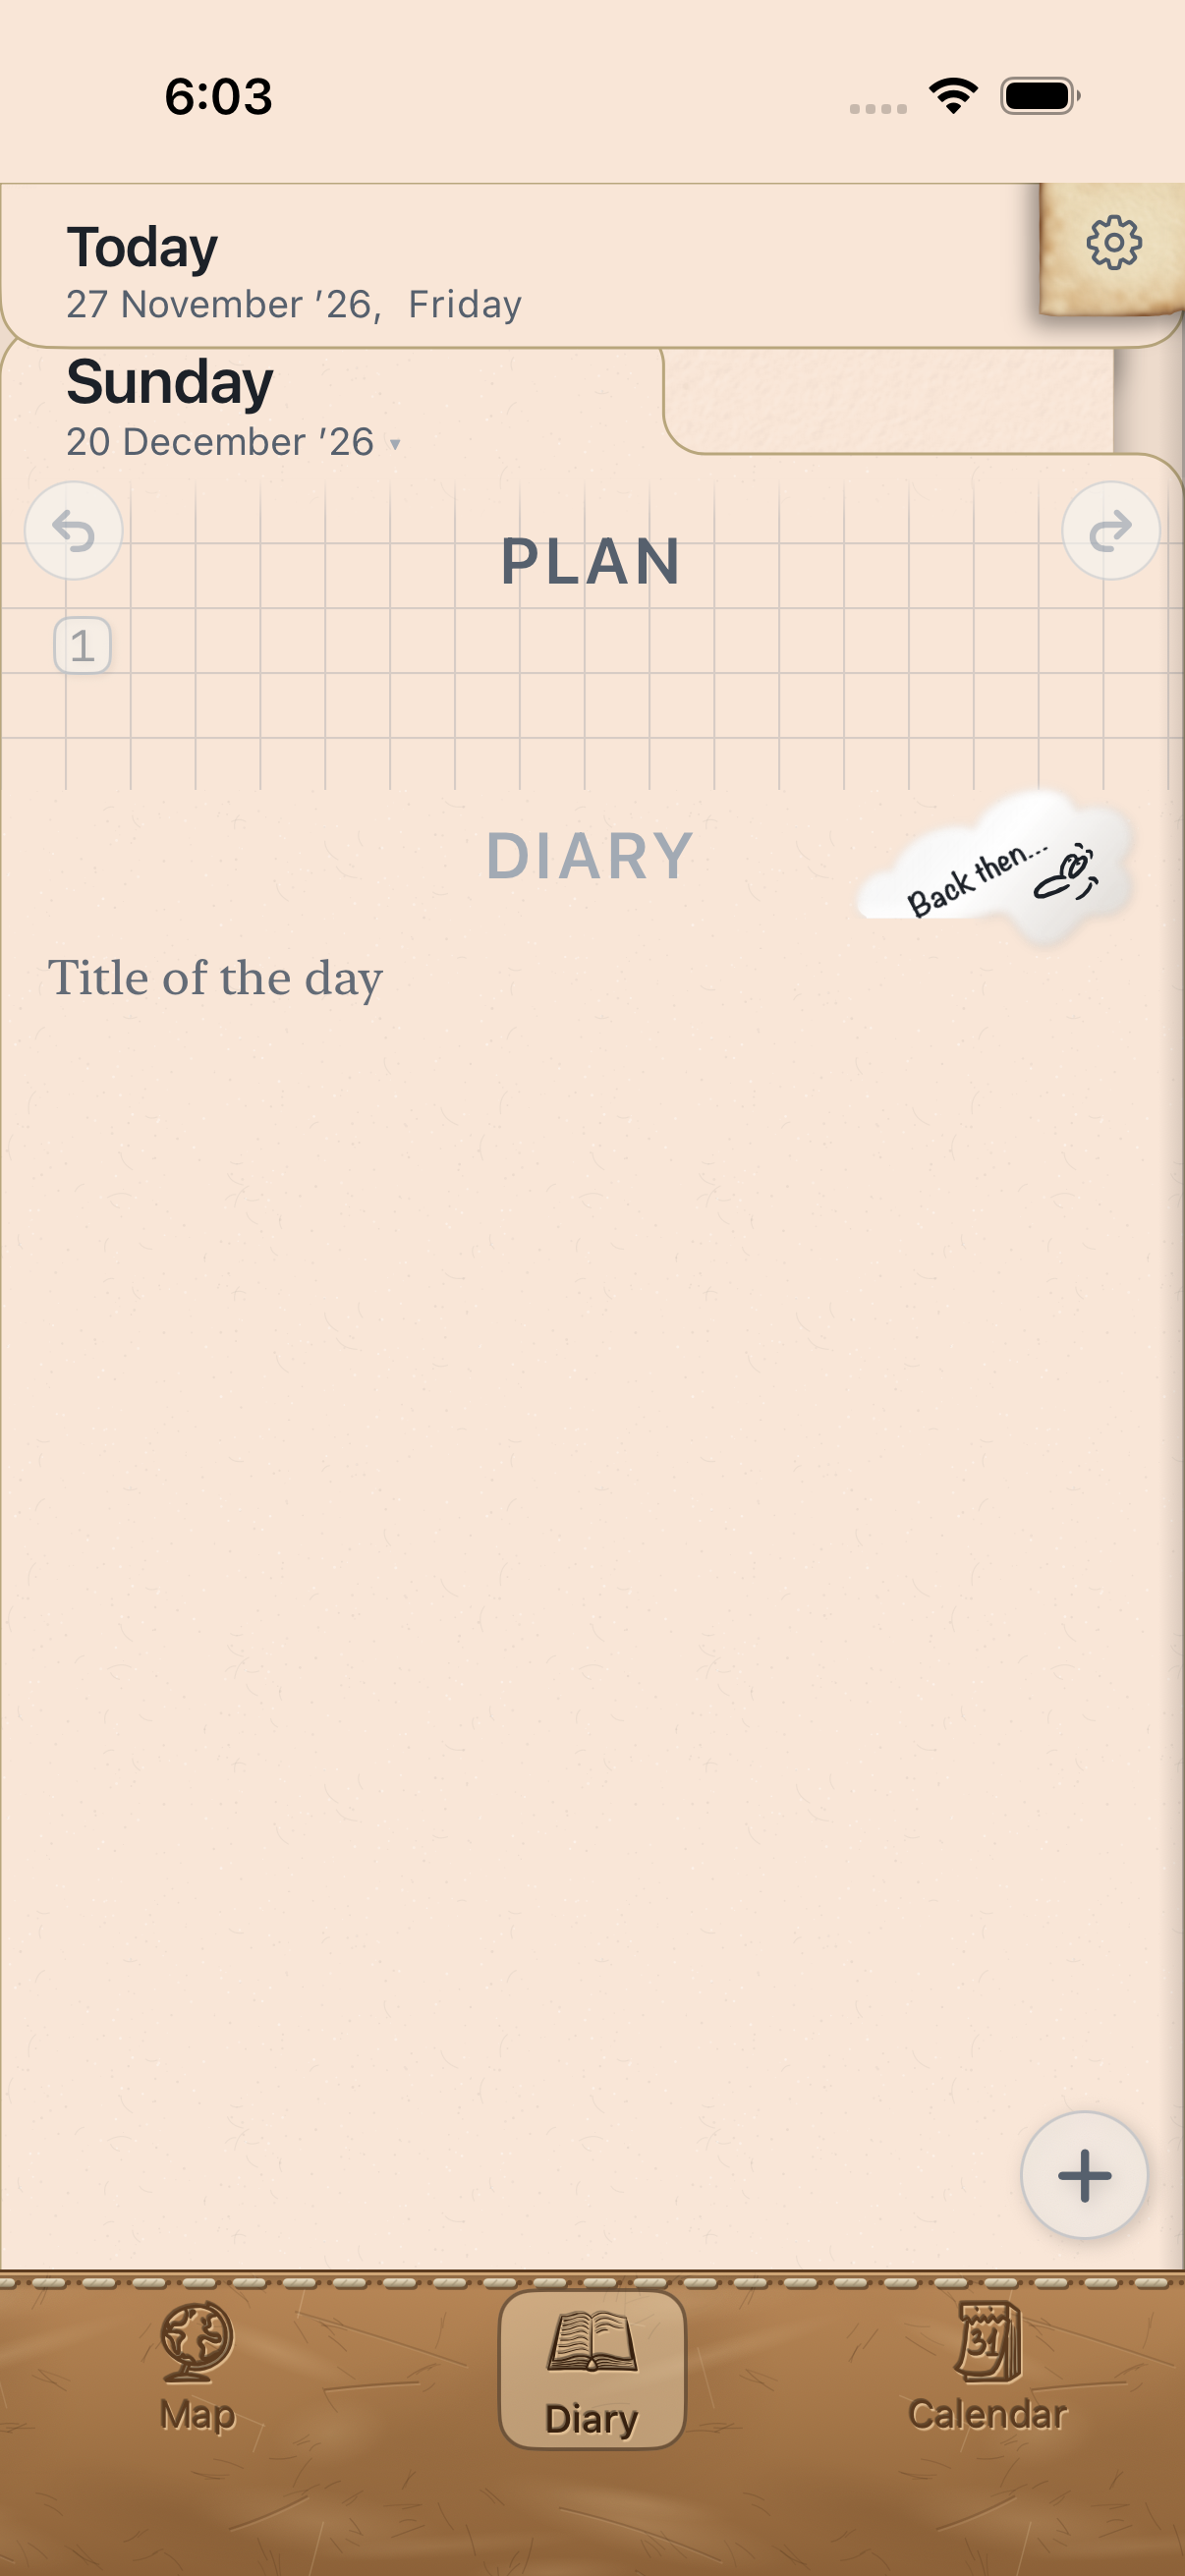 6:03
Today
27 November ’26, Friday
Sunday
20 December ’26 ▾
PLAN
1
DIARY
Back then...
Title of the day
31
Map
Diary
Calendar